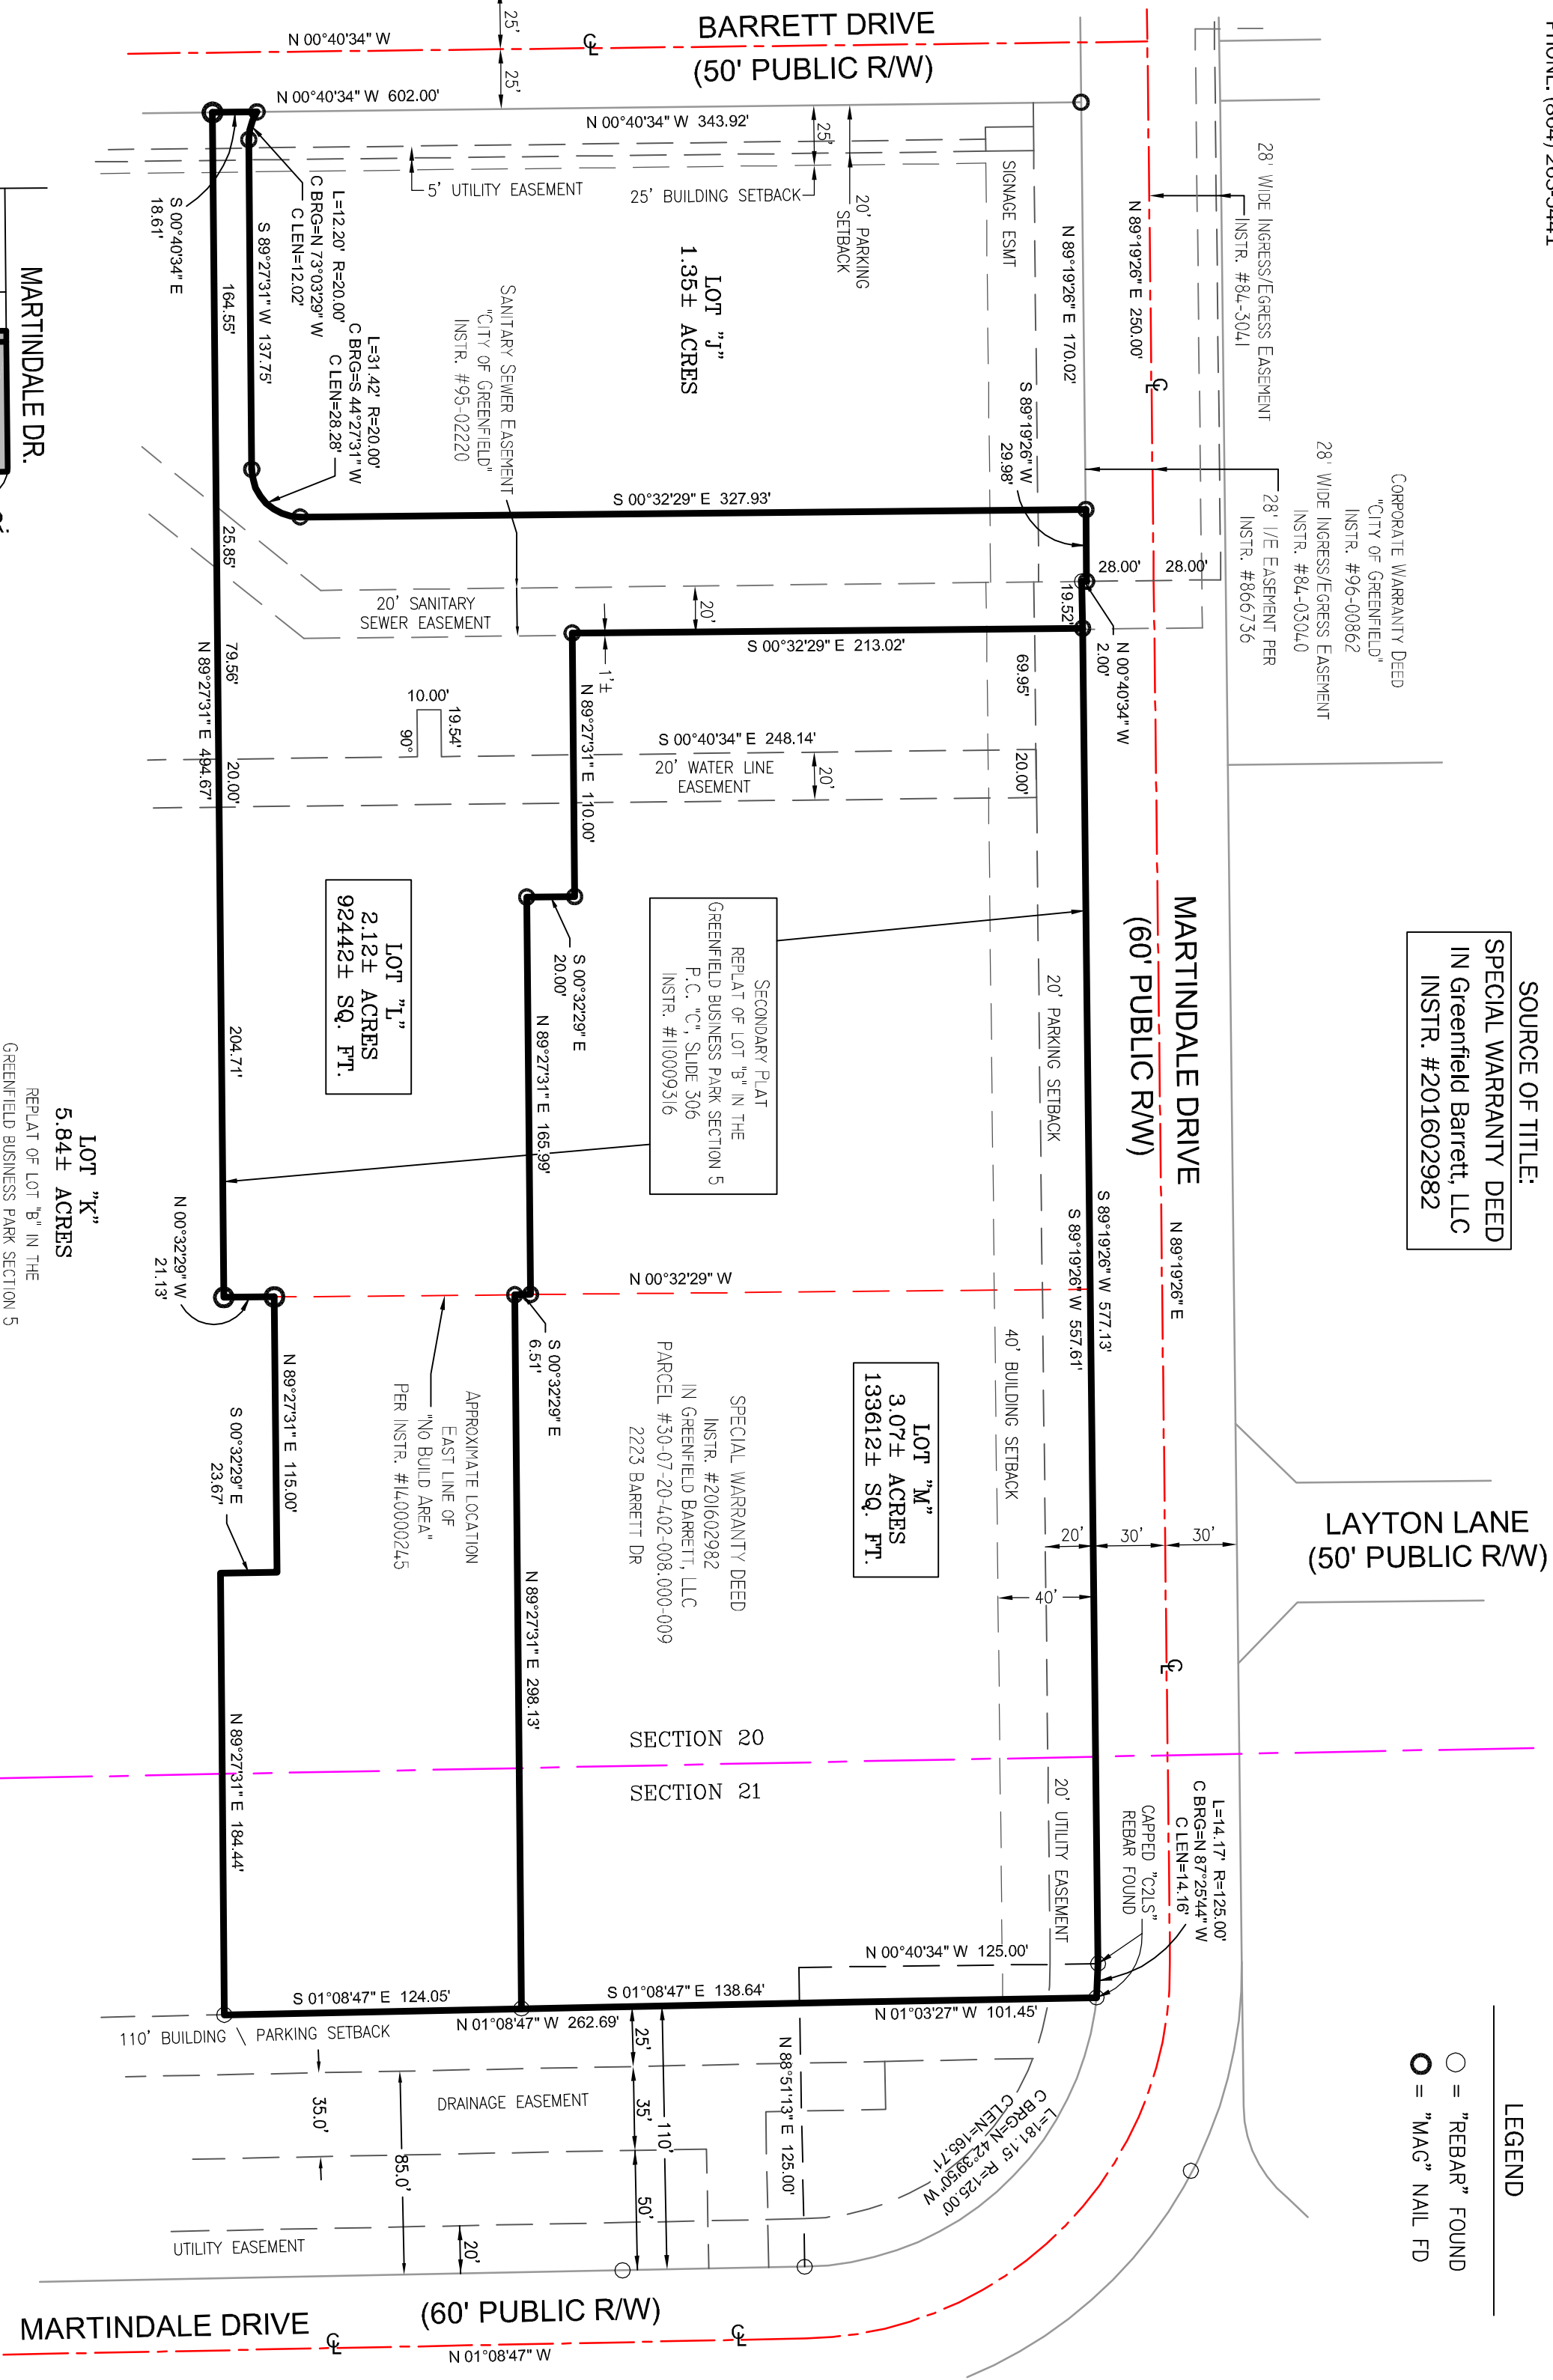 SOURCE OF TITLE:
SPECIAL WARRANTY DEED
IN Greenfield Barrett, LLC
INSTR. #201602982
LEGEND
= "REBAR" FOUND
= "MAG" NAIL FD
BARRETT DRIVE
(50' PUBLIC R/W)
N 00°40'34" W
25'
25'
N 00°40'34" W 602.00'
N 00°40'34" W 343.92'
25'
5' UTILITY EASEMENT
25' BUILDING SETBACK
20' PARKING
SETBACK
SIGNAGE ESMT
28' WIDE INGRESS/EGRESS EASEMENT
INSTR. #84-3041
N 89°19'26" E 250.00'
N 89°19'26" E 170.02'
CORPORATE WARRANTY DEED
"CITY OF GREENFIELD"
INSTR. #96-00862
28' WIDE INGRESS/EGRESS EASEMENT
INSTR. #84-03040
28' I/E EASEMENT PER
INSTR. #866736
S 89°19'26" W
29.98'
28.00'
28.00'
19.52'
N 00°40'34" W
2.00'
LOT "J"
1.35± ACRES
L=12.20' R=20.00'
C BRG=N 73°03'29" W
C LEN=12.02'
L=31.42' R=20.00'
C BRG=S 44°27'31" W
C LEN=28.28'
S 89°27'31" W 137.75'
S 00°40'34" E
18.61'
164.55'
SANITARY SEWER EASEMENT
"CITY OF GREENFIELD"
INSTR. #95-02220
S 00°32'29" E 327.93'
20' SANITARY
SEWER EASEMENT
20'
S 00°32'29" E 213.02'
1'±
25.85'
79.56'
N 89°27'31" E 494.67'
20.00'
204.71'
10.00'
19.54'
90°
N 89°27'31" E 110.00'
S 00°40'34" E 248.14'
20' WATER LINE
EASEMENT
20'
69.95'
20.00'
S 00°32'29" E
20.00'
LOT "L"
2.12± ACRES
92442± SQ. FT.
N 89°27'31" E 165.99'
SECONDARY PLAT
REPLAT OF LOT "B" IN THE
GREENFIELD BUSINESS PARK SECTION 5
P.C. "C", SLIDE 306
INSTR. #110009316
20' PARKING SETBACK
MARTINDALE DRIVE
(60' PUBLIC R/W)
N 89°19'26" E
S 89°19'26" W 577.13'
S 89°19'26" W 557.61'
N 00°32'29" W
40' BUILDING SETBACK
S 00°32'29" E
6.51'
N 00°32'29" W
21.13'
N 89°27'31" E 115.00'
S 00°32'29" E
23.67'
APPROXIMATE LOCATION
EAST LINE OF
"NO BUILD AREA"
PER INSTR. #140000245
SPECIAL WARRANTY DEED
INSTR. #201602982
IN GREENFIELD BARRETT, LLC
PARCEL #30-07-20-402-008.000-009
2223 BARRETT DR
LOT "M"
3.07± ACRES
133612± SQ. FT.
20'
30'
30'
40'
LAYTON LANE
(50' PUBLIC R/W)
N 89°27'31" E 298.13'
N 89°27'31" E 184.44'
SECTION 20
SECTION 21
20' UTILITY EASEMENT
CAPPED "C2LS"
REBAR FOUND
L=14.17' R=125.00'
C BRG=N 87°25'44" W
C LEN=14.16'
N 00°40'34" W 125.00'
S 01°08'47" E 124.05'
S 01°08'47" E 138.64'
N 01°03'27" W 101.45'
N 01°08'47" W 262.69'
110' BUILDING \ PARKING SETBACK
N 88°51'13" E 125.00'
L=181.15' R=125.00'
C BRG=N 42°39'50" W
C LEN=165.71'
DRAINAGE EASEMENT
25'
35'
50'
110'
35.0'
85.0'
20'
UTILITY EASEMENT
MARTINDALE DRIVE
(60' PUBLIC R/W)
N 01°08'47" W
LOT "K"
5.84± ACRES
REPLAT OF LOT "B" IN THE
GREENFIELD BUSINESS PARK SECTION 5
MARTINDALE DR.